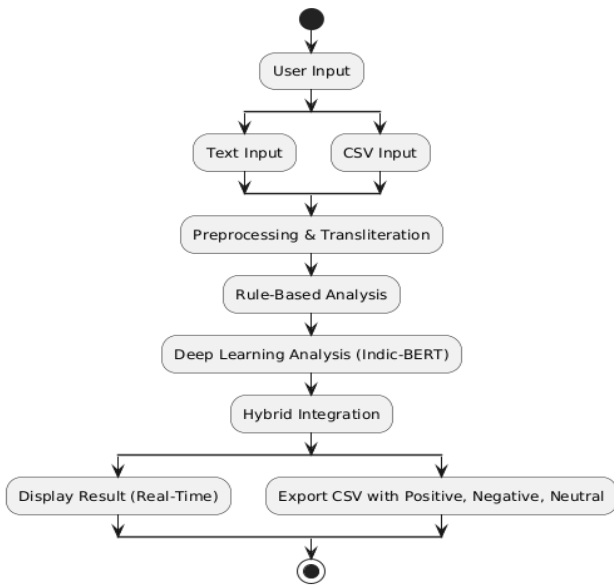 User Input
Text Input
CSV Input
Preprocessing & Transliteration
Rule-Based Analysis
Deep Learning Analysis (Indic-BERT)
Hybrid Integration
Display Result (Real-Time)
Export CSV with Positive, Negative, Neutral